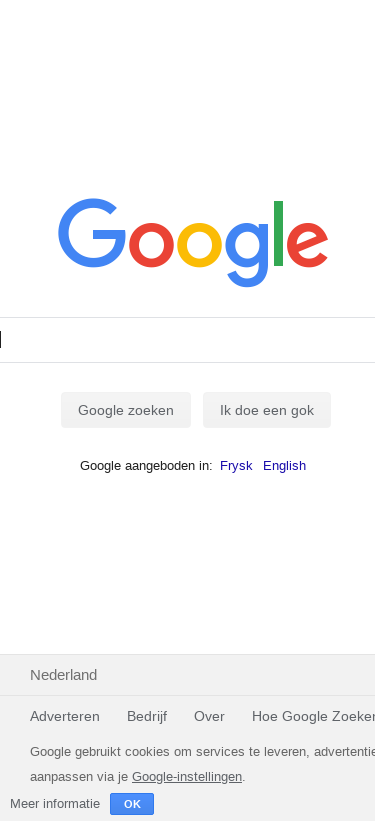 Google
Google zoeken Ik doe een gok
Google aangeboden in: Frysk English
Nederland
Adverteren Bedrijf Over Hoe Google Zoeken
Google gebruikt cookies om services te leveren, advertentie
aanpassen via je Google-instellingen.
Meer informatie OK